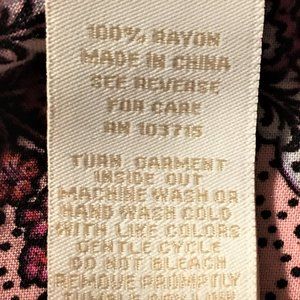 100% RAYON
MADE IN CHINA
SEE REVERSE
FOR CARE
RN 103715
TURN GARMENT
INSIDE OUT
MACHINE WASH OR
HAND WASH COLD
WITH LIKE COLORS
GENTLE CYCLE
DO NOT BLEACH
REMOVE PROMPTLY